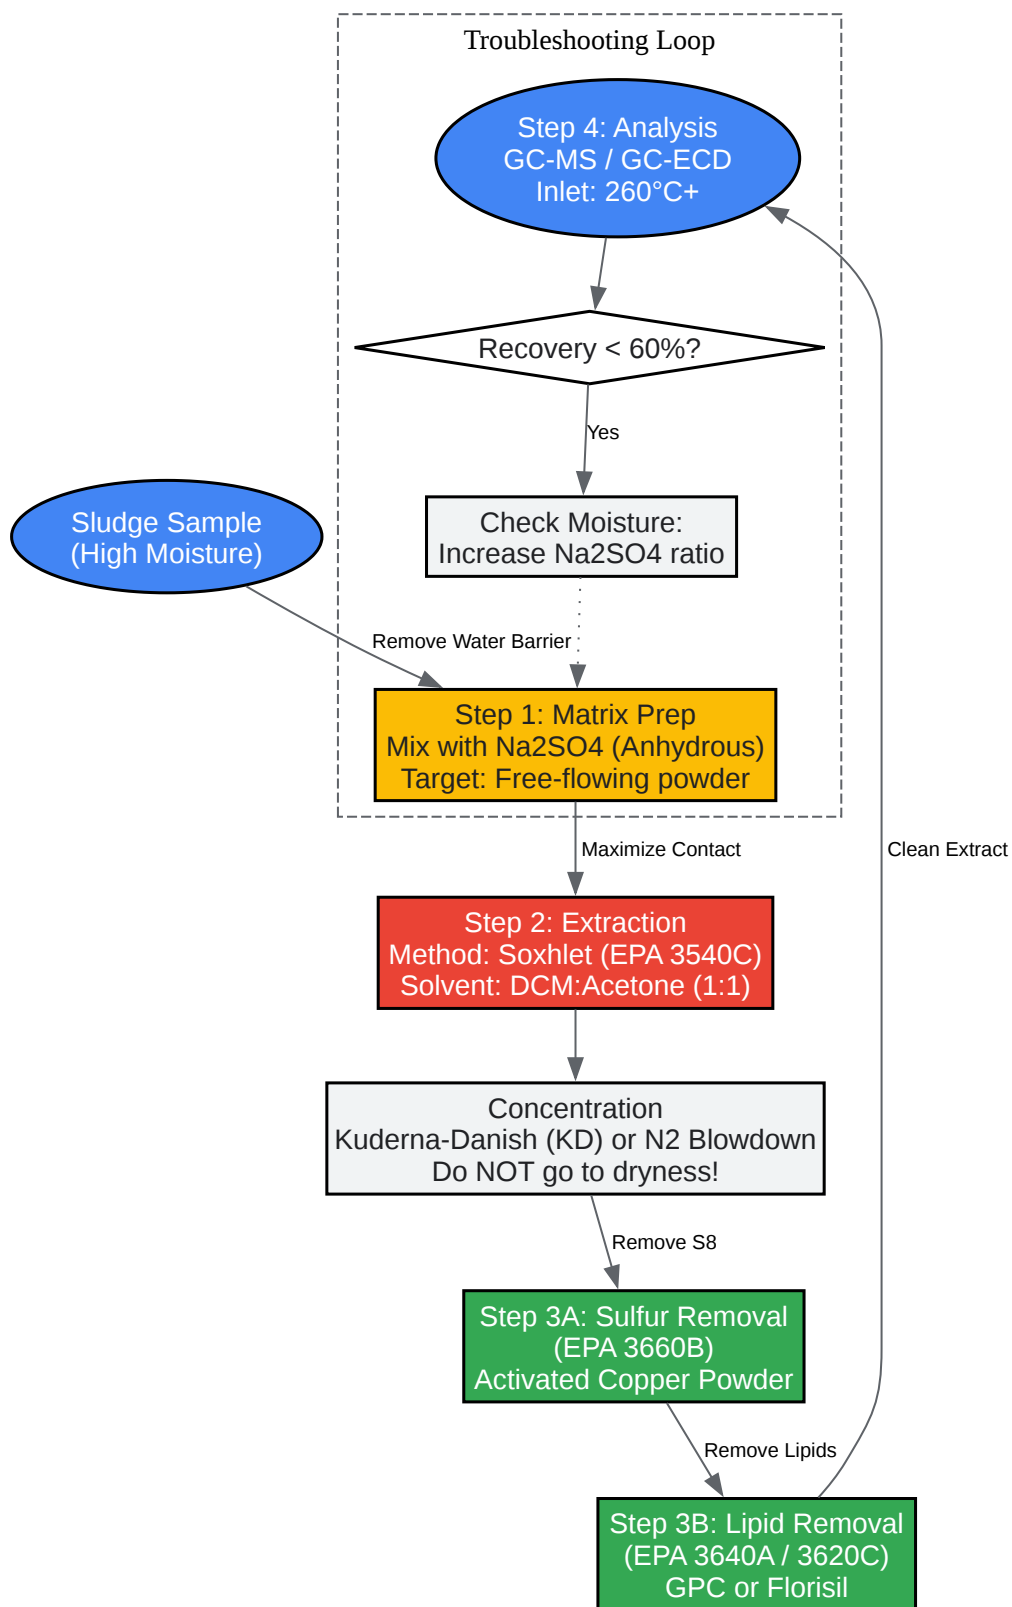 Troubleshooting Loop
Step 4: Analysis
GC-MS / GC-ECD
Inlet: 260°C+
Recovery < 60%?
Yes
Sludge Sample
(High Moisture)
Check Moisture:
Increase Na2SO4 ratio
Remove Water Barrier
Step 1: Matrix Prep
Mix with Na2SO4 (Anhydrous)
Target: Free-flowing powder
Maximize Contact
Clean Extract
Step 2: Extraction
Method: Soxhlet (EPA 3540C)
Solvent: DCM:Acetone (1:1)
Concentration
Kuderna-Danish (KD) or N2 Blowdown
Do NOT go to dryness!
Remove S8
Step 3A: Sulfur Removal
(EPA 3660B)
Activated Copper Powder
Remove Lipids
Step 3B: Lipid Removal
(EPA 3640A / 3620C)
GPC or Florisil